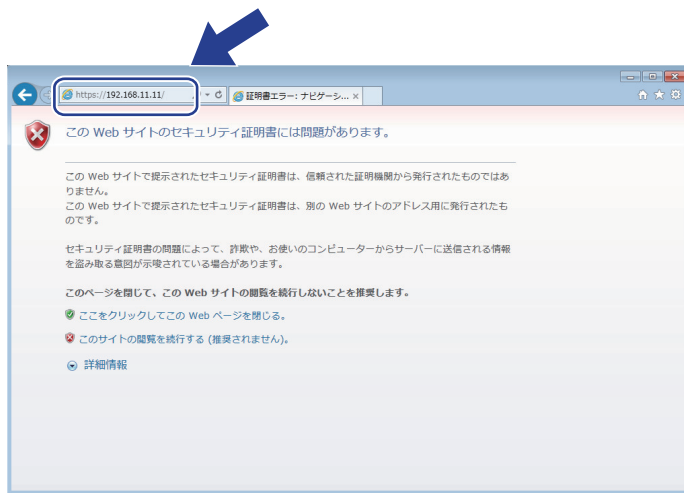 https://192.168.11.11/
証明書エラー: ナビゲーシ...
この Web サイトのセキュリティ証明書には問題があります。
この Web サイトで提示されたセキュリティ証明書は、信頼された証明機関から発行されたものではあ
りません。
この Web サイトで提示されたセキュリティ証明書は、別の Web サイトのアドレス用に発行されたも
のです。
セキュリティ証明書の問題によって、詐欺や、お使いのコンピューターからサーバーに送信される情報
を盗み取る意図が示唆されている場合があります。
このページを閉じて、この Web サイトの閲覧を続行しないことを推奨します。
ここをクリックしてこの Web ページを閉じる。
このサイトの閲覧を続行する (推奨されません)。
詳細情報